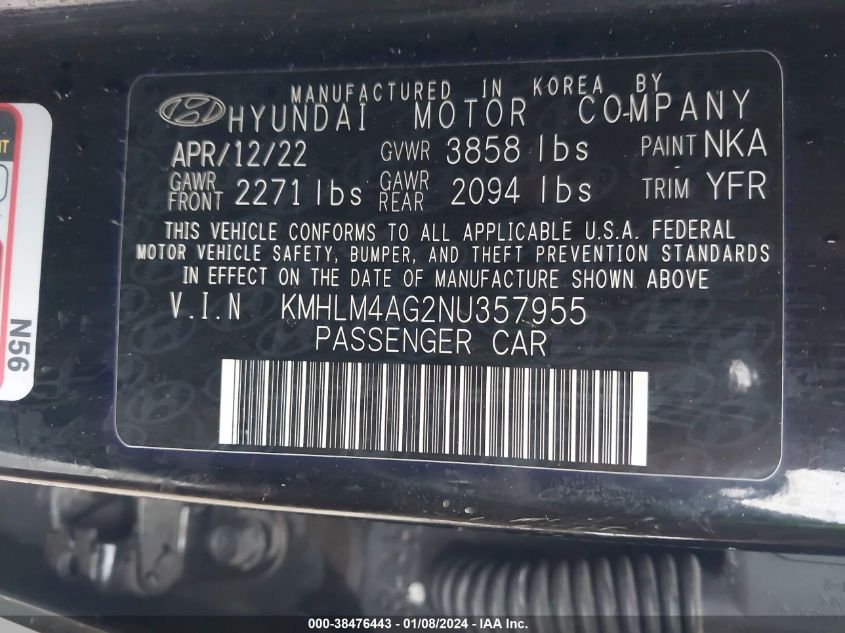 MANUFACTURED IN KOREA BY
HYUNDAI MOTOR COMPANY
APR/12/22 GVWR 3858 lbs PAINT NKA
GAWR FRONT 2271 lbs GAWR REAR 2094 lbs TRIM YFR
THIS VEHICLE CONFORMS TO ALL APPLICABLE U.S.A. FEDERAL
MOTOR VEHICLE SAFETY, BUMPER, AND THEFT PREVENTION STANDARDS
IN EFFECT ON THE DATE OF MANUFACTURE SHOWN ABOVE
V.I.N KMHLM4AG2NU357955
PASSENGER CAR
N56
000-38476443 - 01/08/2024 - IAA Inc.